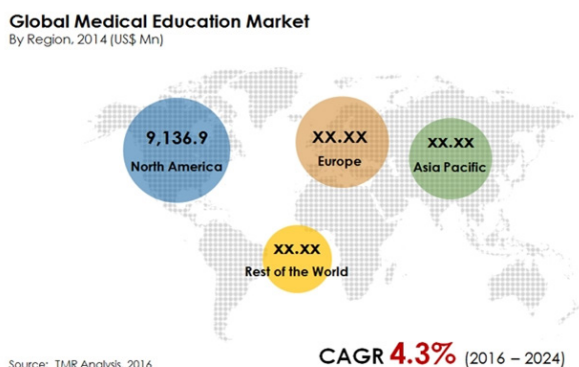 Global Medical Education Market
By Region, 2014 (US$ Mn)
9,136.9
North America
XX.XX
Europe
XX.XX
Asia Pacific
XX.XX
Rest of the World
CAGR 4.3% (2016 – 2024)
Source: TMR Analysis, 2016